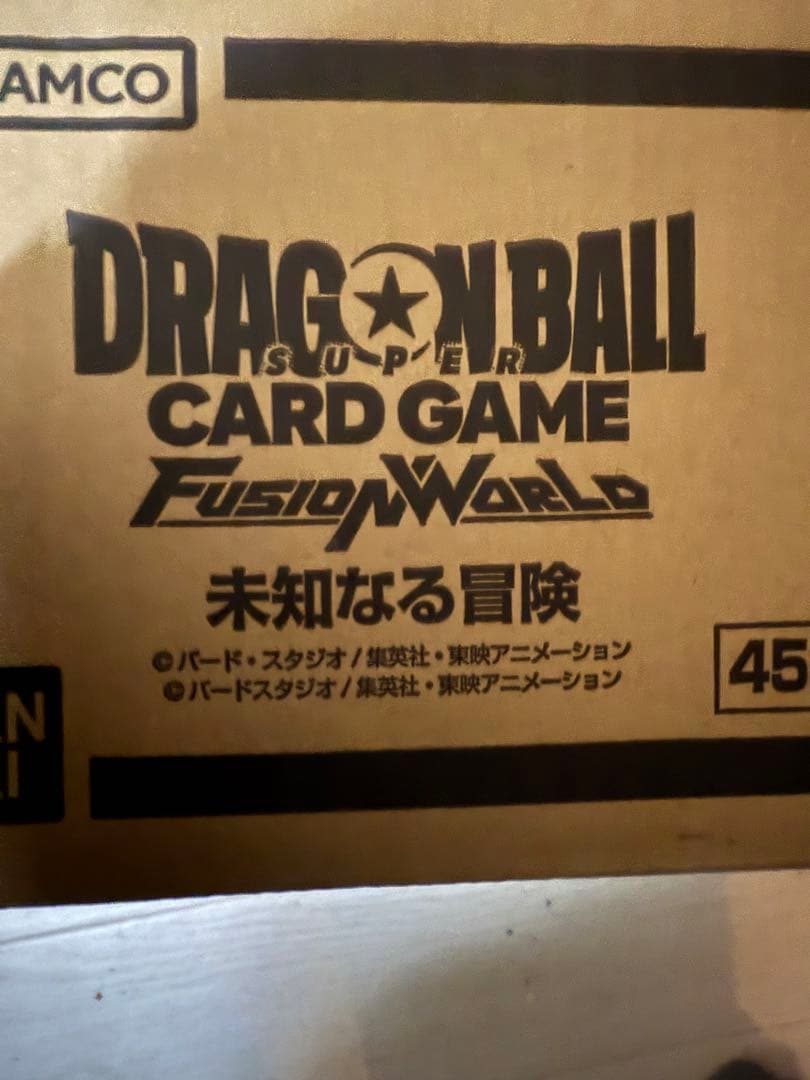 AMCO
DRAGON BALL
SUPER
CARD GAME
FUSION WORLD
未知なる冒険
©バード・スタジオ/集英社・東映アニメーション
©バードスタジオ/集英社・東映アニメーション
45
N
I